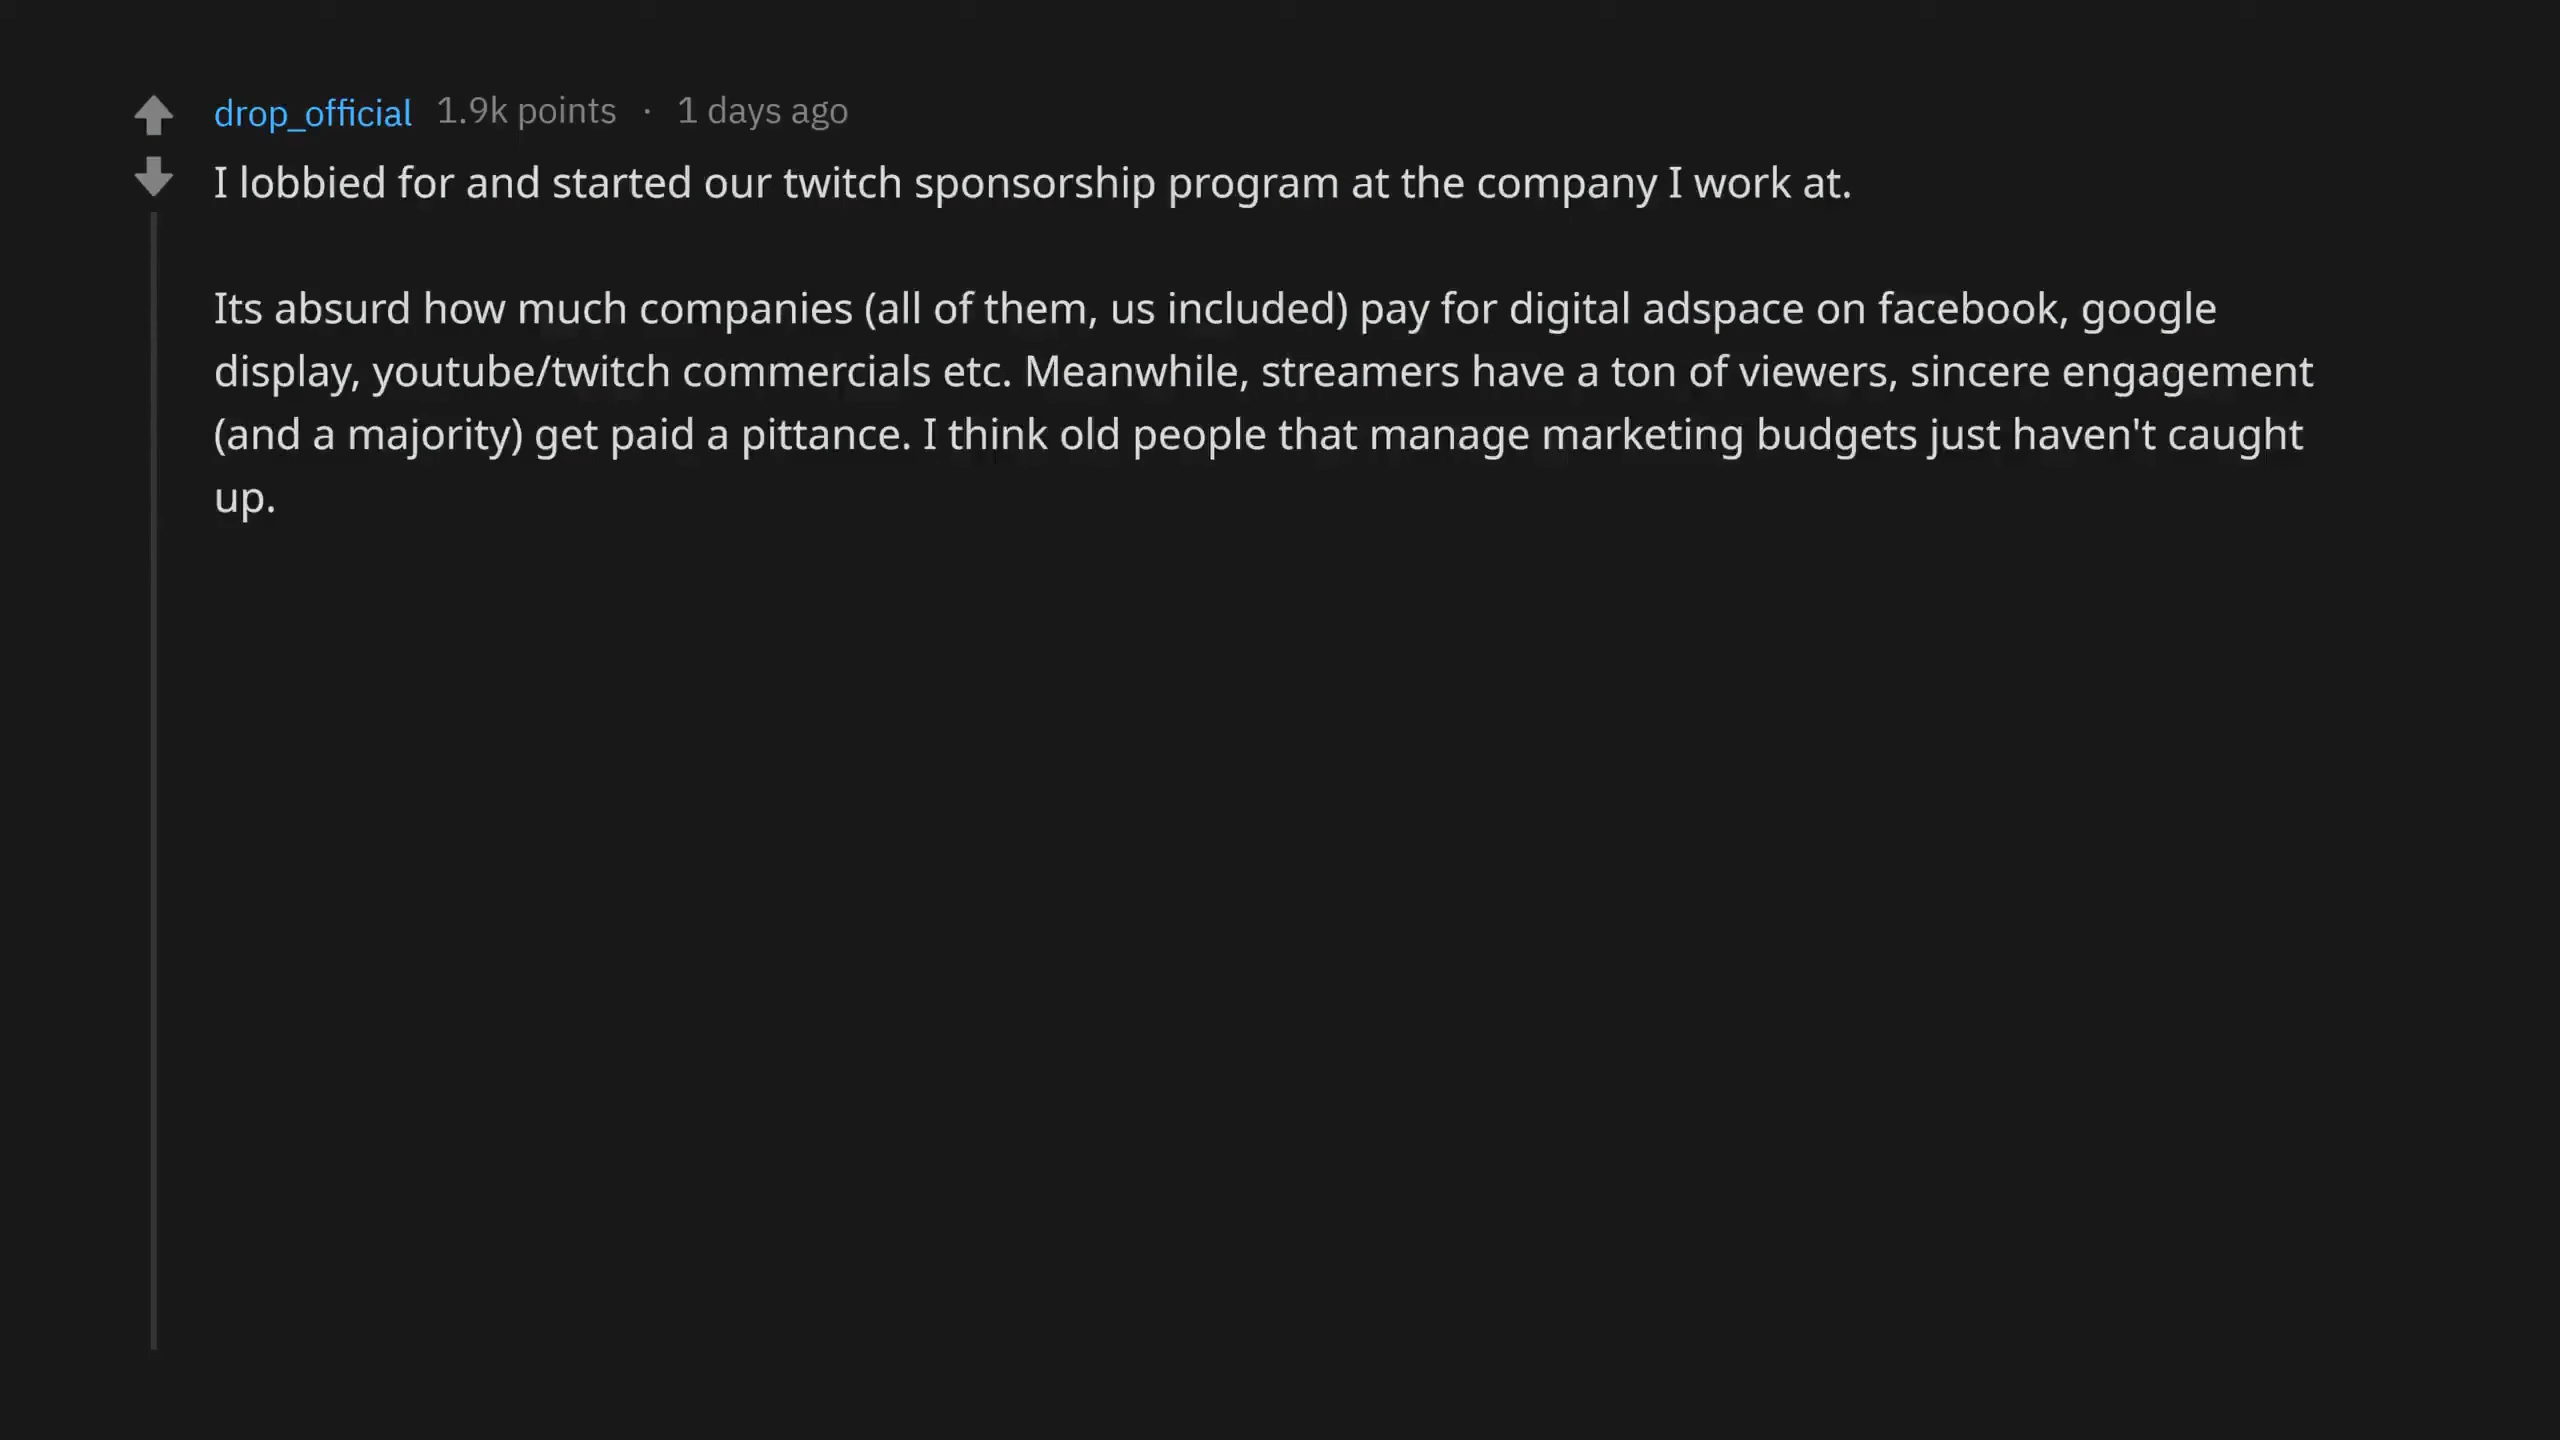 drop_official 1.9k points · 1 days ago
I lobbied for and started our twitch sponsorship program at the company I work at.
Its absurd how much companies (all of them, us included) pay for digital adspace on facebook, google
display, youtube/twitch commercials etc. Meanwhile, streamers have a ton of viewers, sincere engagement
(and a majority) get paid a pittance. I think old people that manage marketing budgets just haven't caught
up.